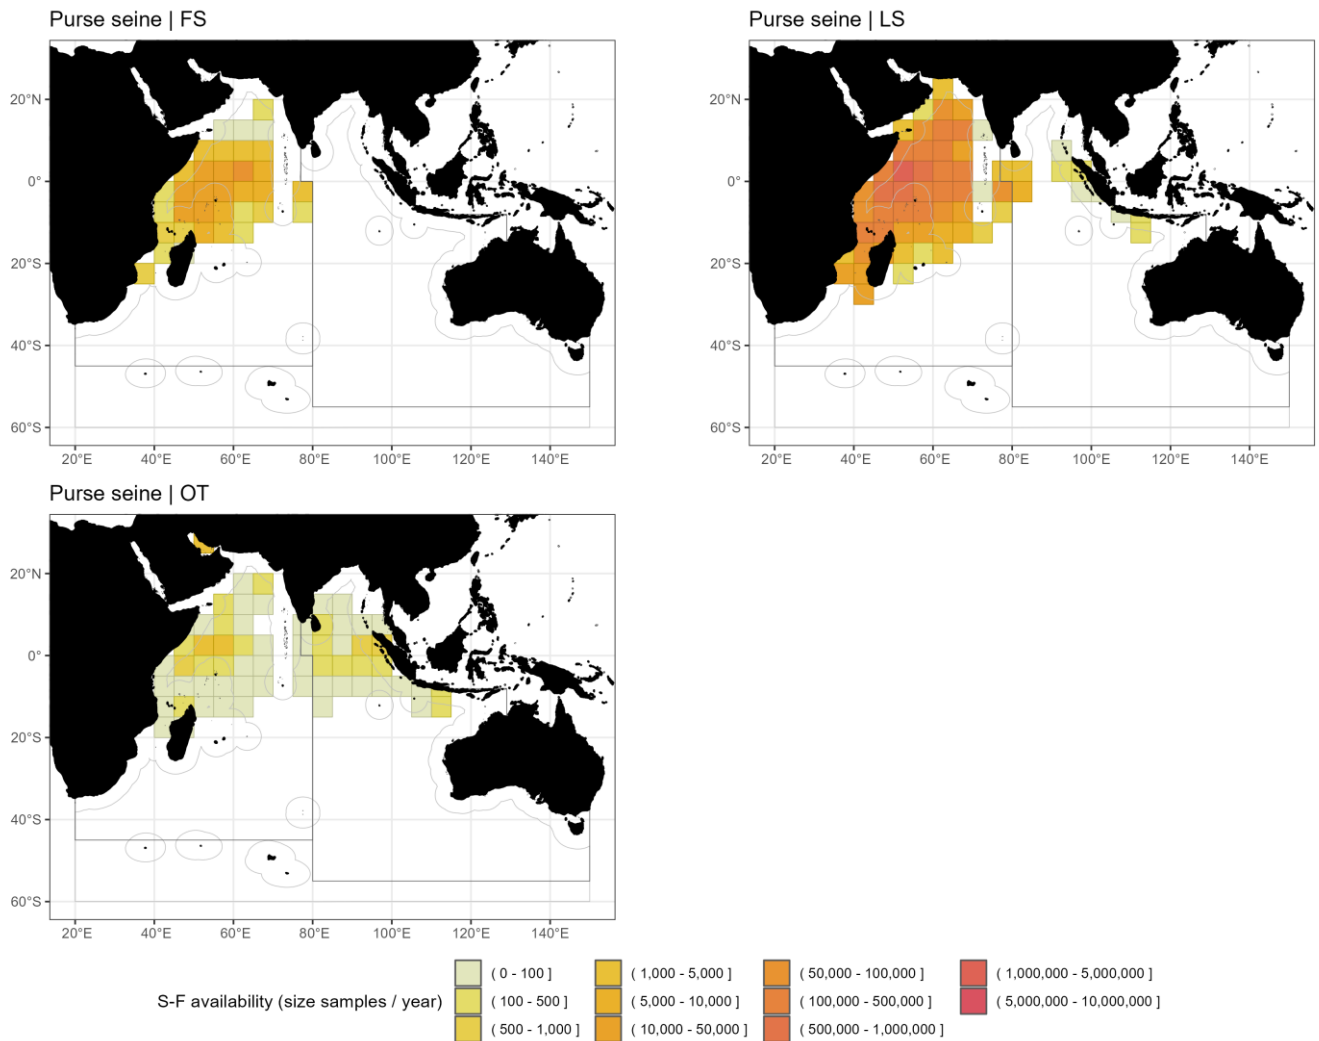 Purse seine | FS
Purse seine | LS
20°N
0°
20°S
40°S
60°S
20°E 40°E 60°E 80°E 100°E 120°E 140°E
20°N
0°
20°S
40°S
60°S
20°E 40°E 60°E 80°E 100°E 120°E 140°E
Purse seine | OT
20°N
0°
20°S
40°S
60°S
20°E 40°E 60°E 80°E 100°E 120°E 140°E
S-F availability (size samples / year)
( 0 - 100 ]
( 100 - 500 ]
( 500 - 1,000 ]
( 1,000 - 5,000 ]
( 5,000 - 10,000 ]
( 10,000 - 50,000 ]
( 50,000 - 100,000 ]
( 100,000 - 500,000 ]
( 500,000 - 1,000,000 ]
( 1,000,000 - 5,000,000 ]
( 5,000,000 - 10,000,000 ]